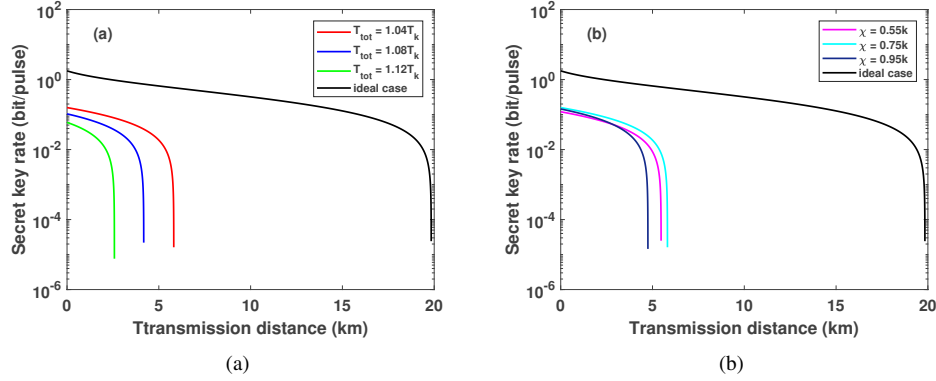 (a)
T_tot = 1.04T_k
T_tot = 1.08T_k
T_tot = 1.12T_k
ideal case
Secret key rate (bit/pulse)
10^2
10^0
10^-2
10^-4
10^-6
0
5
10
15
20
Ttransmission distance (km)
(a)
(b)
χ = 0.55k
χ = 0.75k
χ = 0.95k
ideal case
Secret key rate (bit/pulse)
10^2
10^0
10^-2
10^-4
10^-6
0
5
10
15
20
Transmission distance (km)
(b)